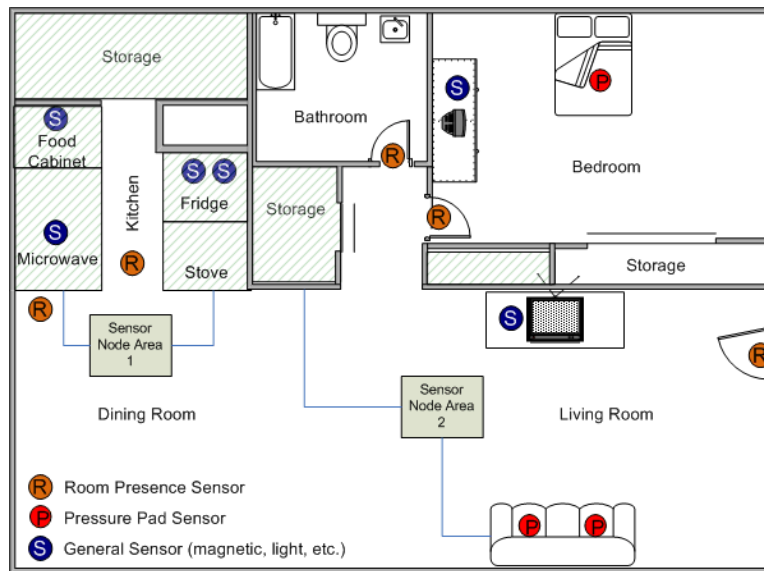 Storage
S
Food
Cabinet
S
Microwave
Kitchen
R
S S
Fridge
Stove
R
Bathroom
R
Storage
S
P
Bedroom
R
Storage
S
R
Sensor
Node Area
1
Sensor
Node Area
2
Dining Room
Living Room
P P
R Room Presence Sensor
P Pressure Pad Sensor
S General Sensor (magnetic, light, etc.)